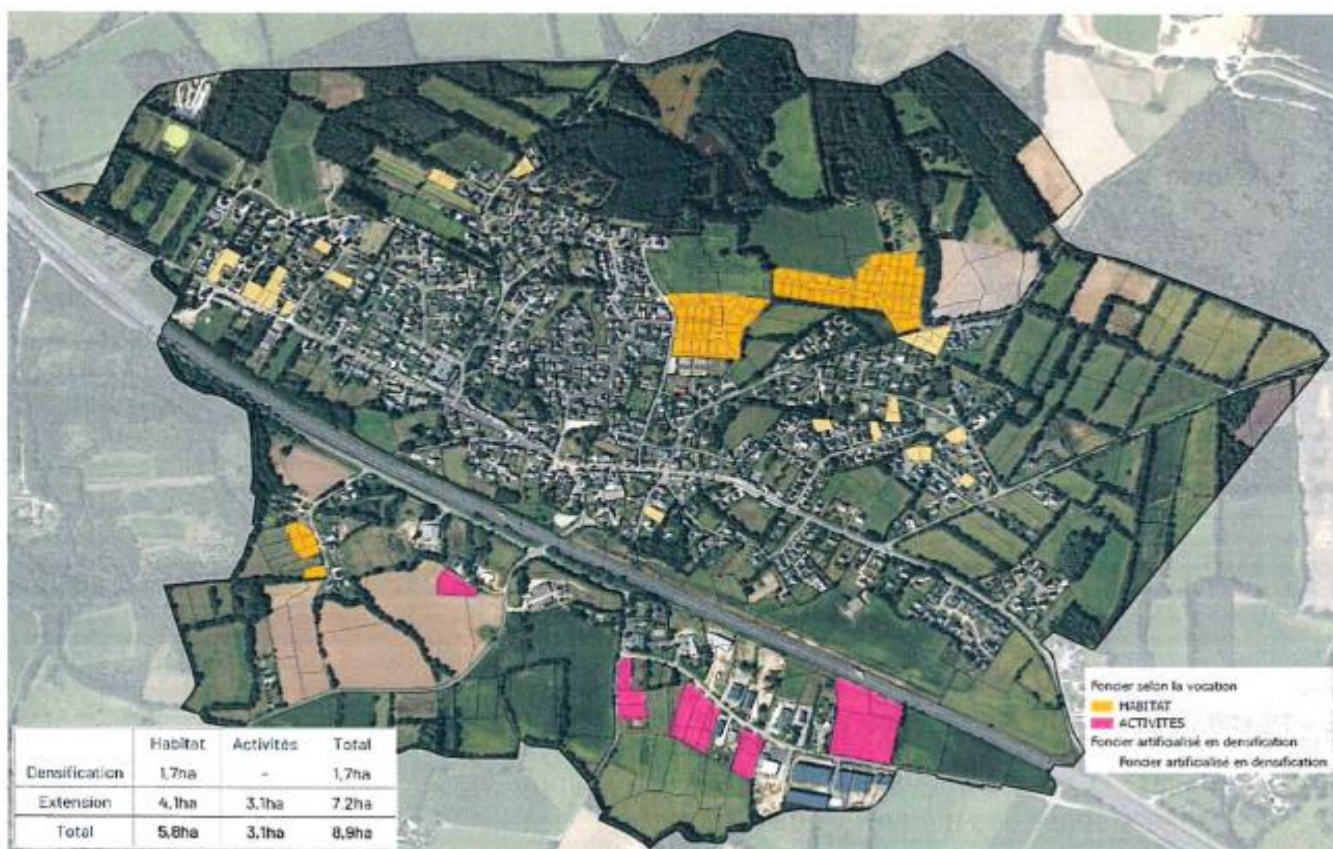 Foncier selon la vocation
HABITAT
ACTIVITES
Foncier artificialisé en densification
Foncier artificialisé en densification
Habitat Activités Total
Densification 1,7ha - 1,7ha
Extension 4,1ha 3,1ha 7,2ha
Total 5,8ha 3,1ha 8,9ha